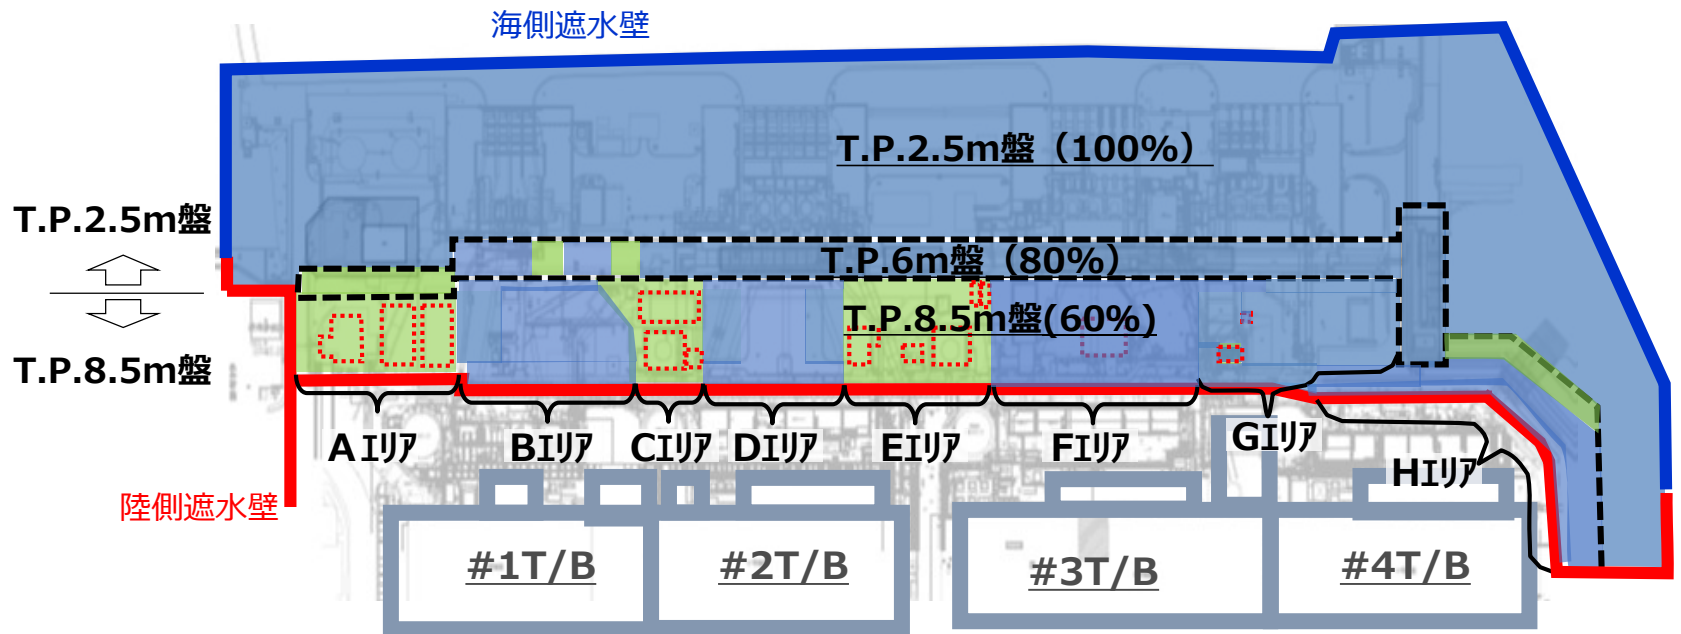 海側遮水壁
T.P.2.5m盤（100%）
T.P.2.5m盤
T.P.6m盤（80%）
T.P.8.5m盤(60%)
T.P.8.5m盤
Aｴﾘｱ
Bｴﾘｱ
Cｴﾘｱ
Dｴﾘｱ
Eｴﾘｱ
Fｴﾘｱ
Gｴﾘｱ
Hｴﾘｱ
陸側遮水壁
#1T/B
#2T/B
#3T/B
#4T/B